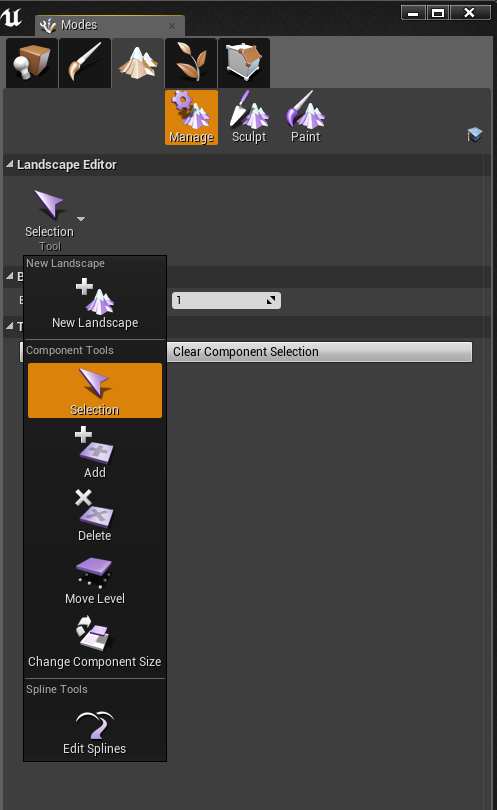 Modes
Manage
Sculpt
Paint
Landscape Editor
Selection
Tool
New Landscape
New Landscape
1
Component Tools
Clear Component Selection
Selection
Add
Delete
Move Level
Change Component Size
Spline Tools
Edit Splines